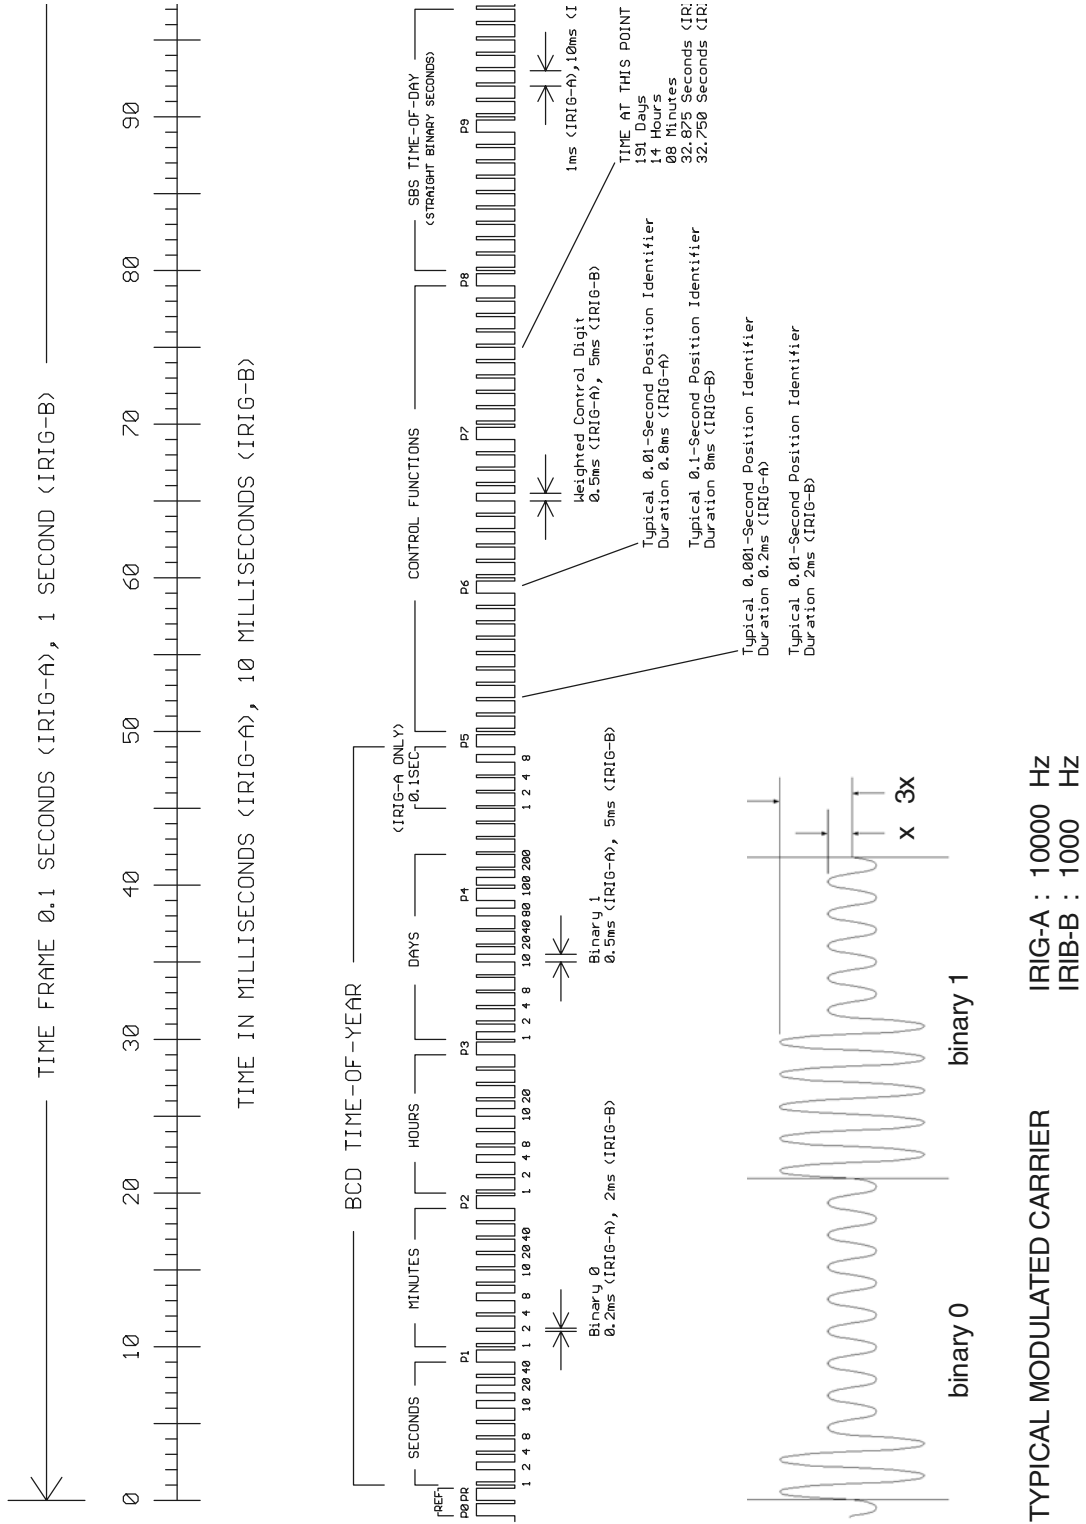 TIME FRAME 0.1 SECONDS (IRIG-A), 1 SECOND (IRIG-B)
0 10 20 30 40 50 60 70 80 90
TIME IN MILLISECONDS (IRIG-A), 10 MILLISECONDS (IRIG-B)
BCD TIME-OF-YEAR
(IRIG-A ONLY)
0.1SEC
SECONDS MINUTES HOURS DAYS CONTROL FUNCTIONS SBS TIME-OF-DAY
(STRAIGHT BINARY SECONDS)
REF
P0 PR P1 P2 P3 P4 P5 P6 P7 P8 P9
1 2 4 8 10 20 40 1 2 4 8 10 20 40 1 2 4 8 10 20 1 2 4 8 10 20 40 80 100 200 1 2 4 8
Binary 0
0.2ms (IRIG-A), 2ms (IRIG-B)
Binary 1
0.5ms (IRIG-A), 5ms (IRIG-B)
Weighted Control Digit
0.5ms (IRIG-A), 5ms (IRIG-B)
1ms (IRIG-A),10ms (I
TIME AT THIS POINT
191 Days
14 Hours
08 Minutes
32.875 Seconds (IR
32.750 Seconds (IR
Typical 0.01-Second Position Identifier
Duration 0.8ms (IRIG-A)
Typical 0.1-Second Position Identifier
Duration 8ms (IRIG-B)
Typical 0.001-Second Position Identifier
Duration 0.2ms (IRIG-A)
Typical 0.01-Second Position Identifier
Duration 2ms (IRIG-B)
x 3x
binary 0 binary 1
TYPICAL MODULATED CARRIER IRIG-A : 10000 Hz
IRIB-B : 1000 Hz